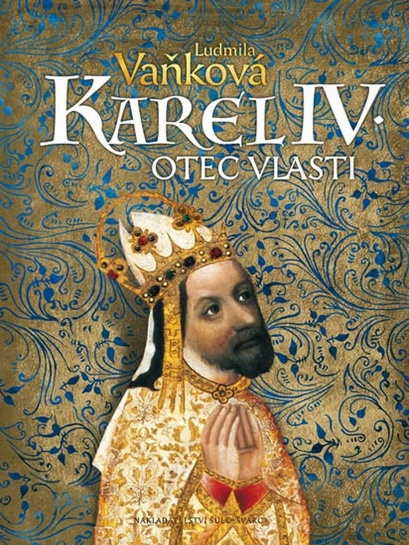 Ludmila
Vaňková
KAREL IV.
OTEC VLASTI
NAKLADATELSTVÍ ŠULC - ŠVARC